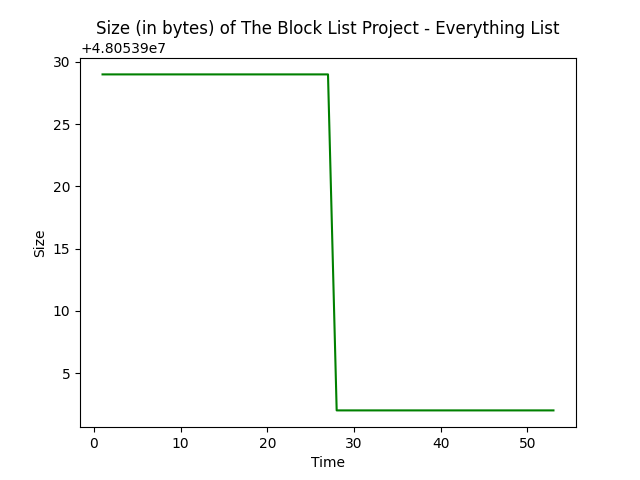 Size (in bytes) of The Block List Project - Everything List
+4.80539e7
30
25
20
15
10
5
Size
0 10 20 30 40 50
Time